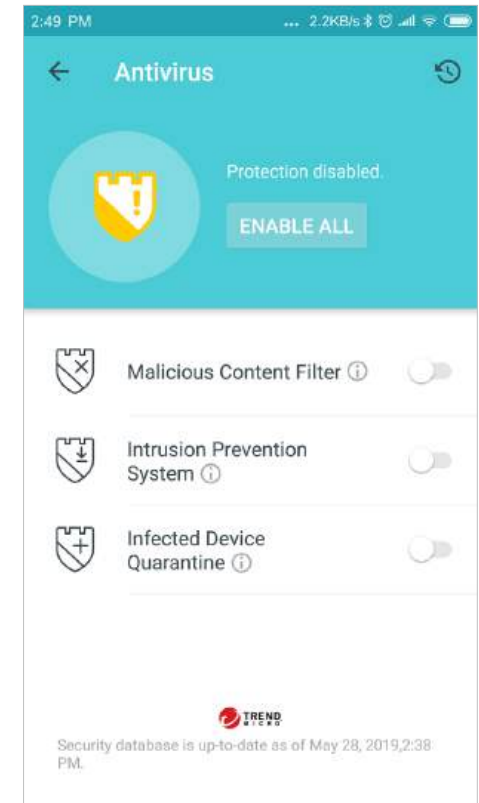 2:49 PM ... 2.2KB/s
Antivirus
Protection disabled.
ENABLE ALL
Malicious Content Filter
Intrusion Prevention
System
Infected Device
Quarantine
TREND
MICRO
Security database is up-to-date as of May 28, 2019,2:38
PM.